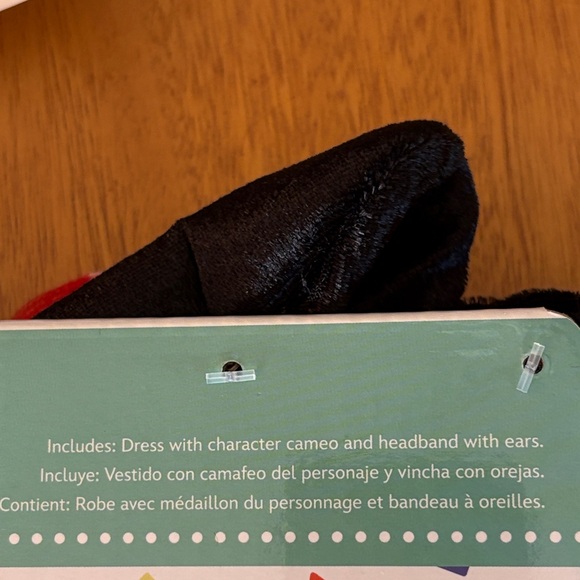 Includes: Dress with character cameo and headband with ears.
Incluye: Vestido con camafeo del personaje y vincha con orejas.
Contient: Robe avec médaillon du personnage et bandeau à oreilles.